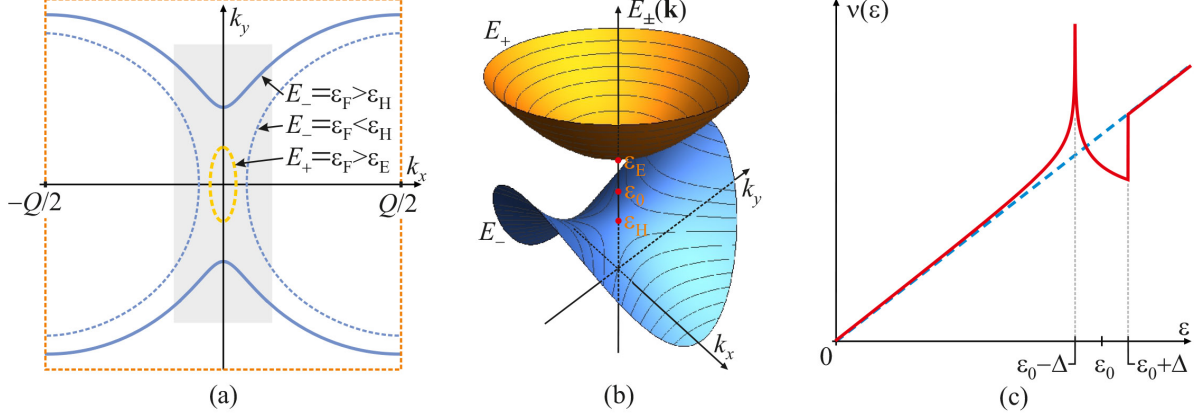 k_y
E_−=ε_F>ε_H
E_−=ε_F<ε_H
E_+=ε_F>ε_E
k_x
−Q/2
Q/2
(a)
E_±(k)
E_+
ε_E
ε_0
ε_H
k_y
E_−
k_x
(b)
ν(ε)
0
ε
ε_0−Δ
ε_0
ε_0+Δ
(c)